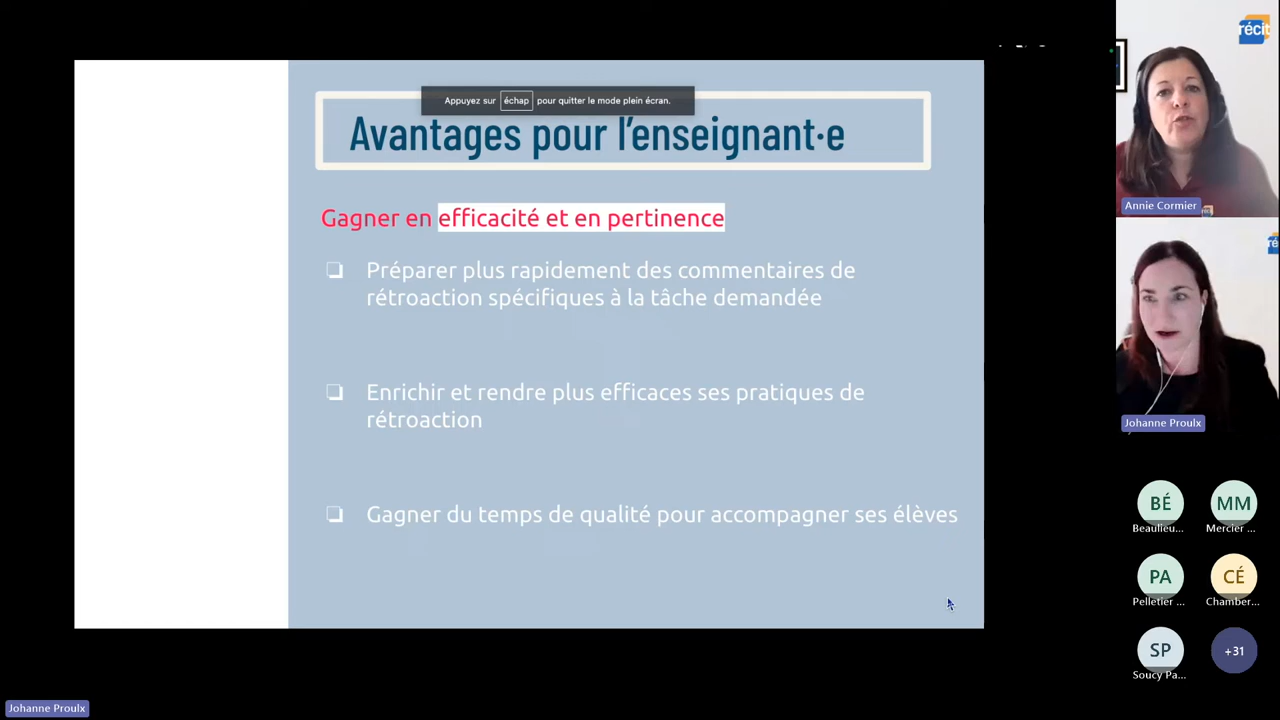 Appuyez sur échap pour quitter le mode plein écran.
Avantages pour l'enseignant·e
Gagner en efficacité et en pertinence
❏ Préparer plus rapidement des commentaires de
rétroaction spécifiques à la tâche demandée
❏ Enrichir et rendre plus efficaces ses pratiques de
rétroaction
❏ Gagner du temps de qualité pour accompagner ses élèves
récit
Annie Cormier
réc
Johanne Proulx
BÉ
Beaulieu...
MM
Mercier ...
PA
Pelletier ...
CÉ
Chamber...
SP
Soucy Pa...
+31
Johanne Proulx